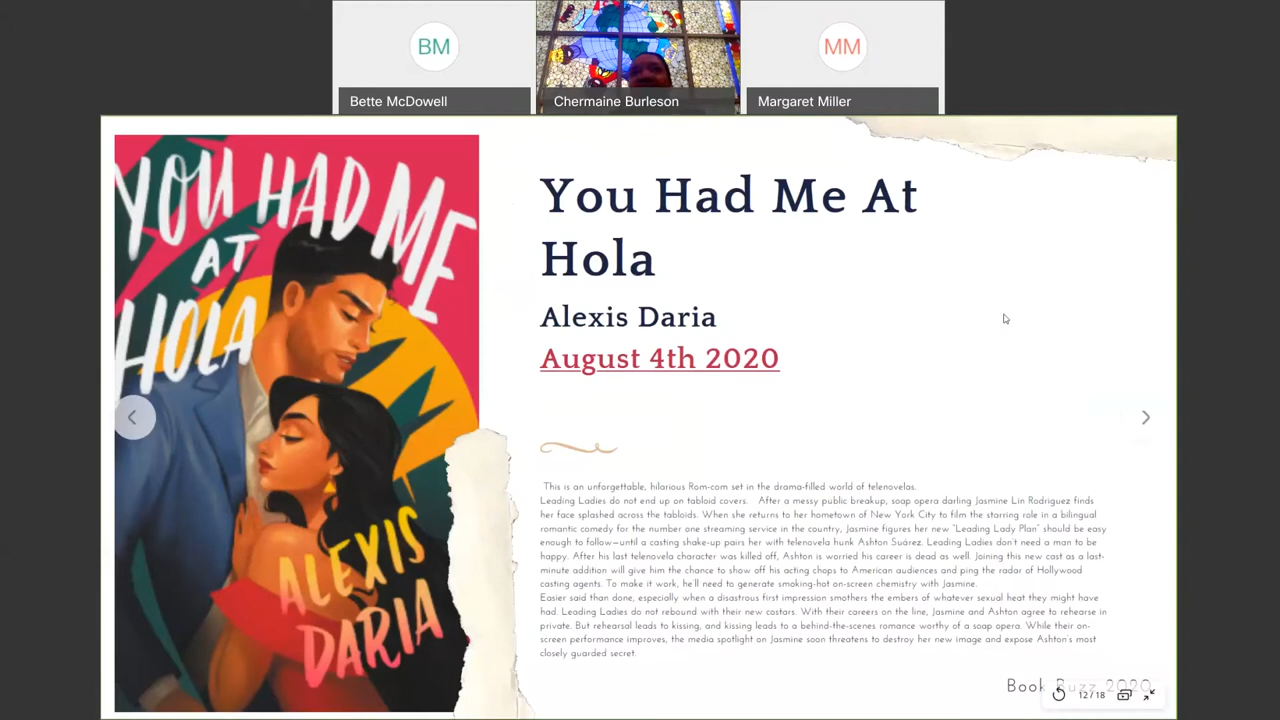 BM
MM
Bette McDowell
Chermaine Burleson
Margaret Miller
YOU HAD ME
AT
HOLA
ALEXIS
DARIA
You Had Me At
Hola
Alexis Daria
August 4th 2020
This is an unforgettable, hilarious Rom-com set in the drama-filled world of telenovelas.
Leading Ladies do not end up on tabloid covers. After a messy public breakup, soap opera darling Jasmine Lin Rodriguez finds
her face splashed across the tabloids. When she returns to her hometown of New York City to film the starring role in a bilingual
romantic comedy for the number one streaming service in the country, Jasmine figures her new "Leading Lady Plan" should be easy
enough to follow—until a casting shake-up pairs her with telenovela hunk Ashton Suárez. Leading Ladies don't need a man to be
happy. After his last telenovela character was killed off, Ashton is worried his career is dead as well. Joining this new cast as a last-
minute addition will give him the chance to show off his acting chops to American audiences and ping the radar of Hollywood
casting agents. To make it work, he'll need to generate smoking-hot on-screen chemistry with Jasmine.
Easier said than done, especially when a disastrous first impression smothers the embers of whatever sexual heat they might have
had. Leading Ladies do not rebound with their new costars. With their careers on the line, Jasmine and Ashton agree to rehearse in
private. But rehearsal leads to kissing, and kissing leads to a behind-the-scenes romance worthy of a soap opera. While their on-
screen performance improves, the media spotlight on Jasmine soon threatens to destroy her new image and expose Ashton's most
closely guarded secret.
Book Buzz 2020
12 / 18